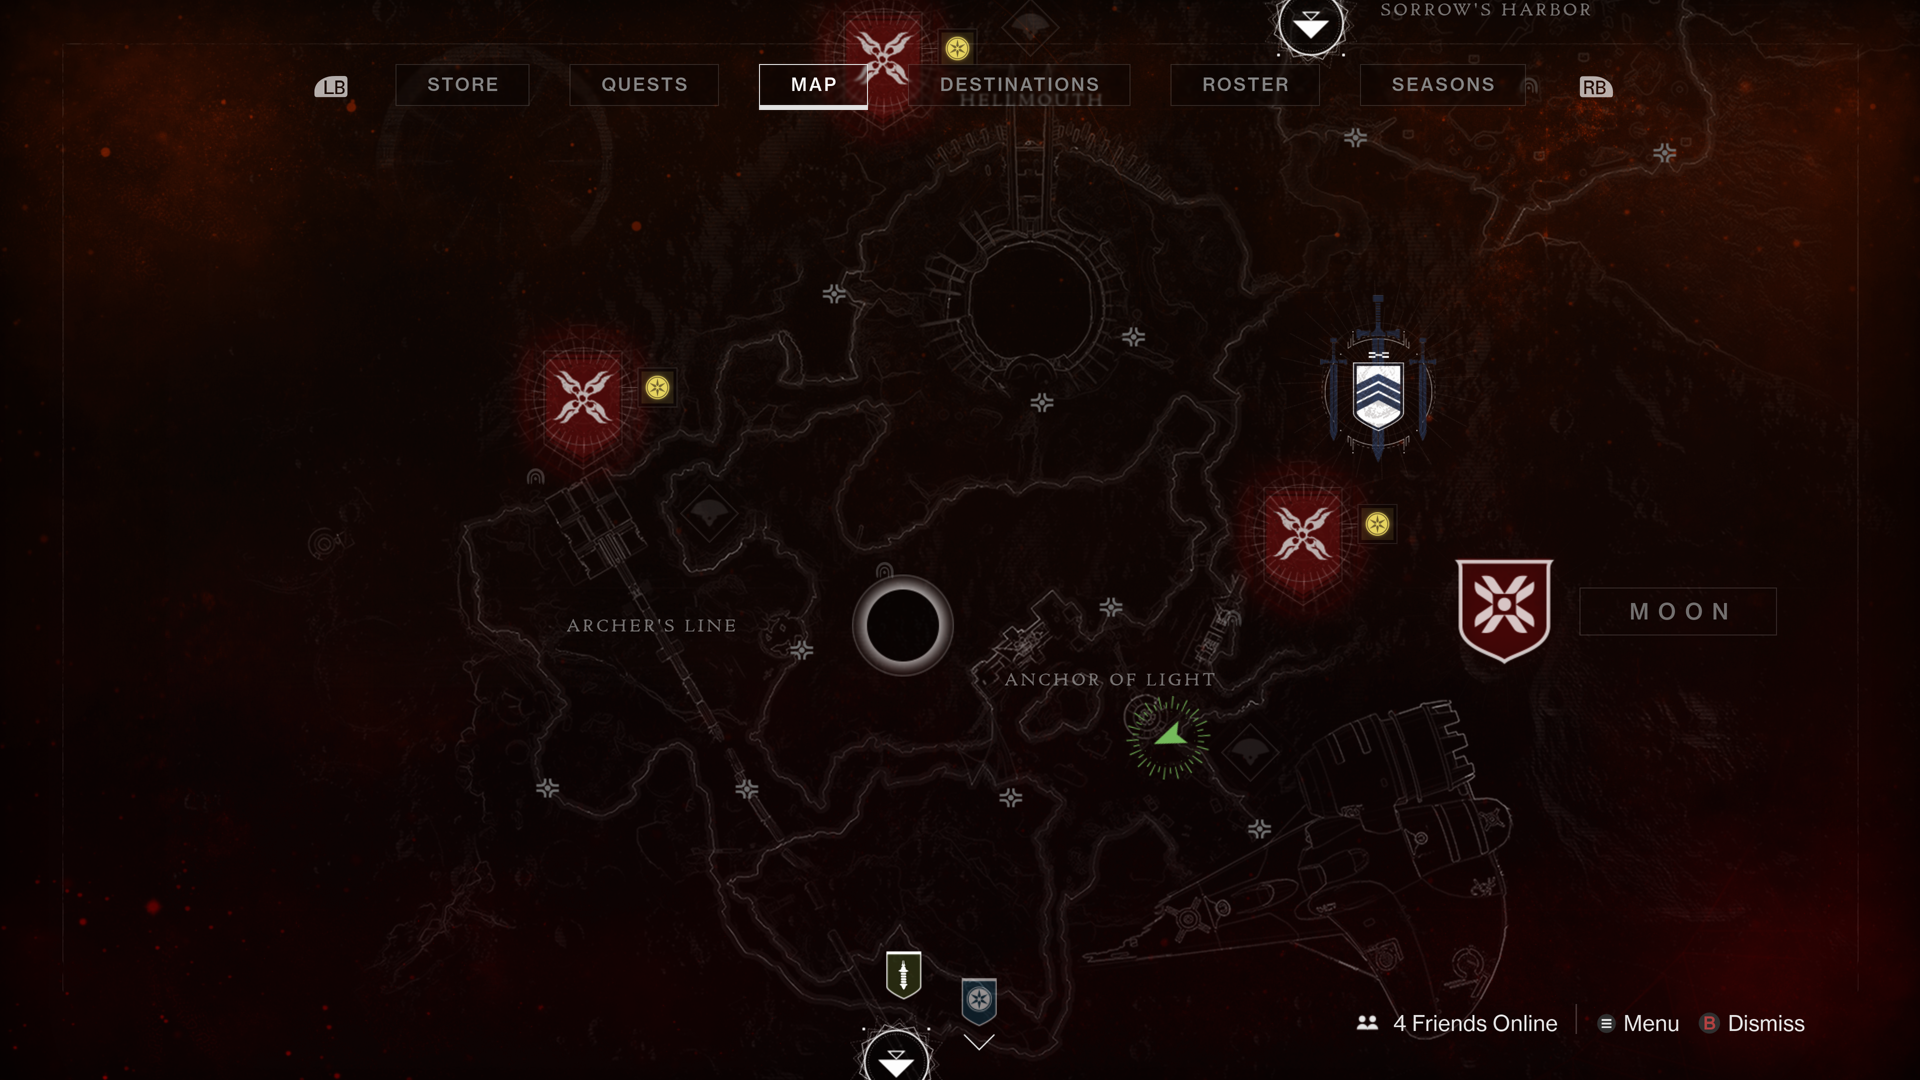 SORROW'S HARBOR
LB
STORE
QUESTS
MAP
DESTINATIONS
ROSTER
SEASONS
RB
HELLMOUTH
ARCHER'S LINE
MOON
ANCHOR OF LIGHT
4 Friends Online
Menu
B Dismiss